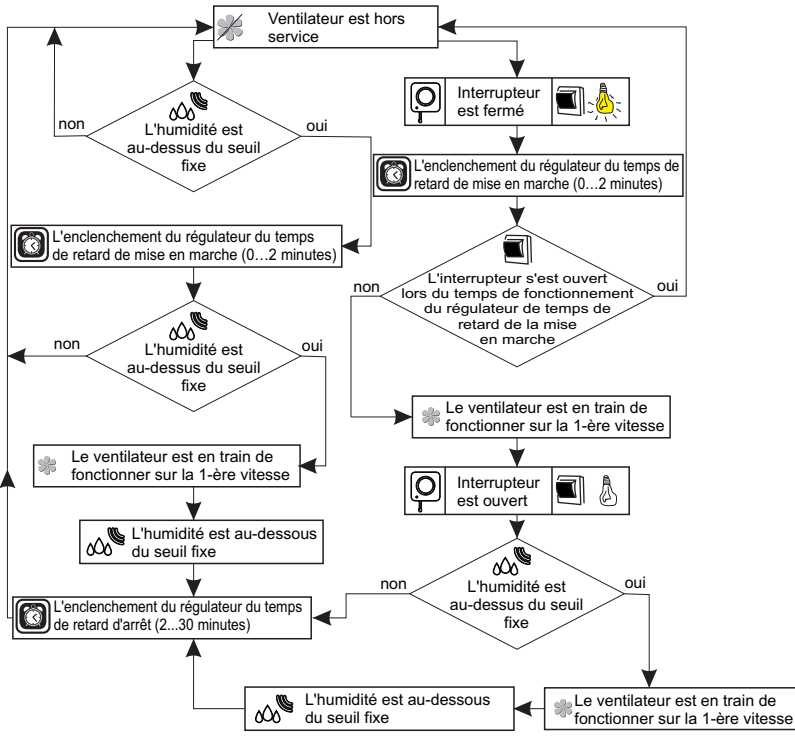 Ventilateur est hors
service
Interrupteur
est fermé
L'humidité est
au-dessus du seuil
fixe
non
oui
L'enclenchement du régulateur du temps de
retard de mise en marche (0...2 minutes)
L'enclenchement du régulateur du temps
de retard de mise en marche (0...2 minutes)
L'interrupteur s'est ouvert
lors du temps de fonctionnement
du régulateur de temps de
retard de la mise
en marche
non
oui
L'humidité est
au-dessus du seuil
fixe
non
oui
Le ventilateur est en train de
fonctionner sur la 1-ère vitesse
Le ventilateur est en train de
fonctionner sur la 1-ère vitesse
Interrupteur
est ouvert
L'humidité est au-dessous
du seuil fixe
L'humidité est
au-dessus du seuil
fixe
non
oui
L'enclenchement du régulateur du temps
de retard d'arrêt (2...30 minutes)
L'humidité est au-dessous
du seuil fixe
Le ventilateur est en train de
fonctionner sur la 1-ère vitesse